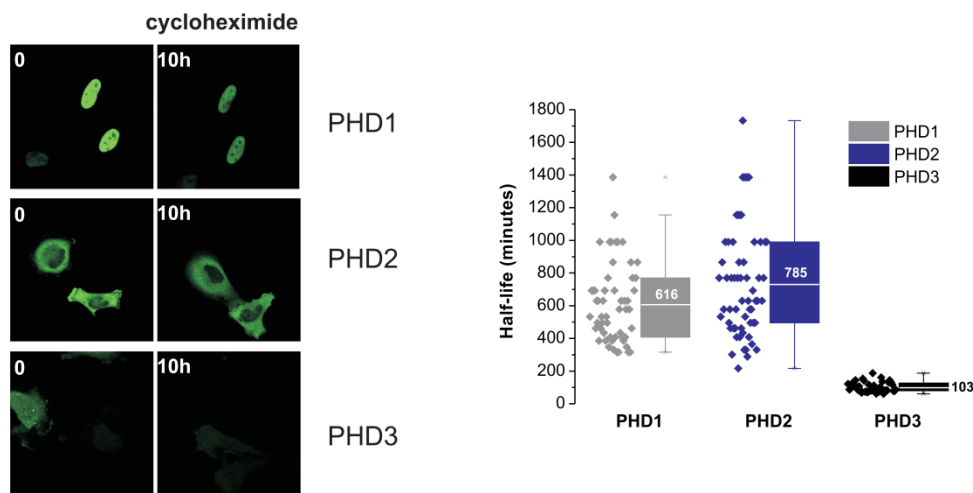 cycloheximide
0
10h
PHD1
0
10h
PHD2
0
10h
PHD3
Half-life (minutes)
1800
1600
1400
1200
1000
800
600
400
200
0
616
785
103
PHD1
PHD2
PHD3
PHD1
PHD2
PHD3